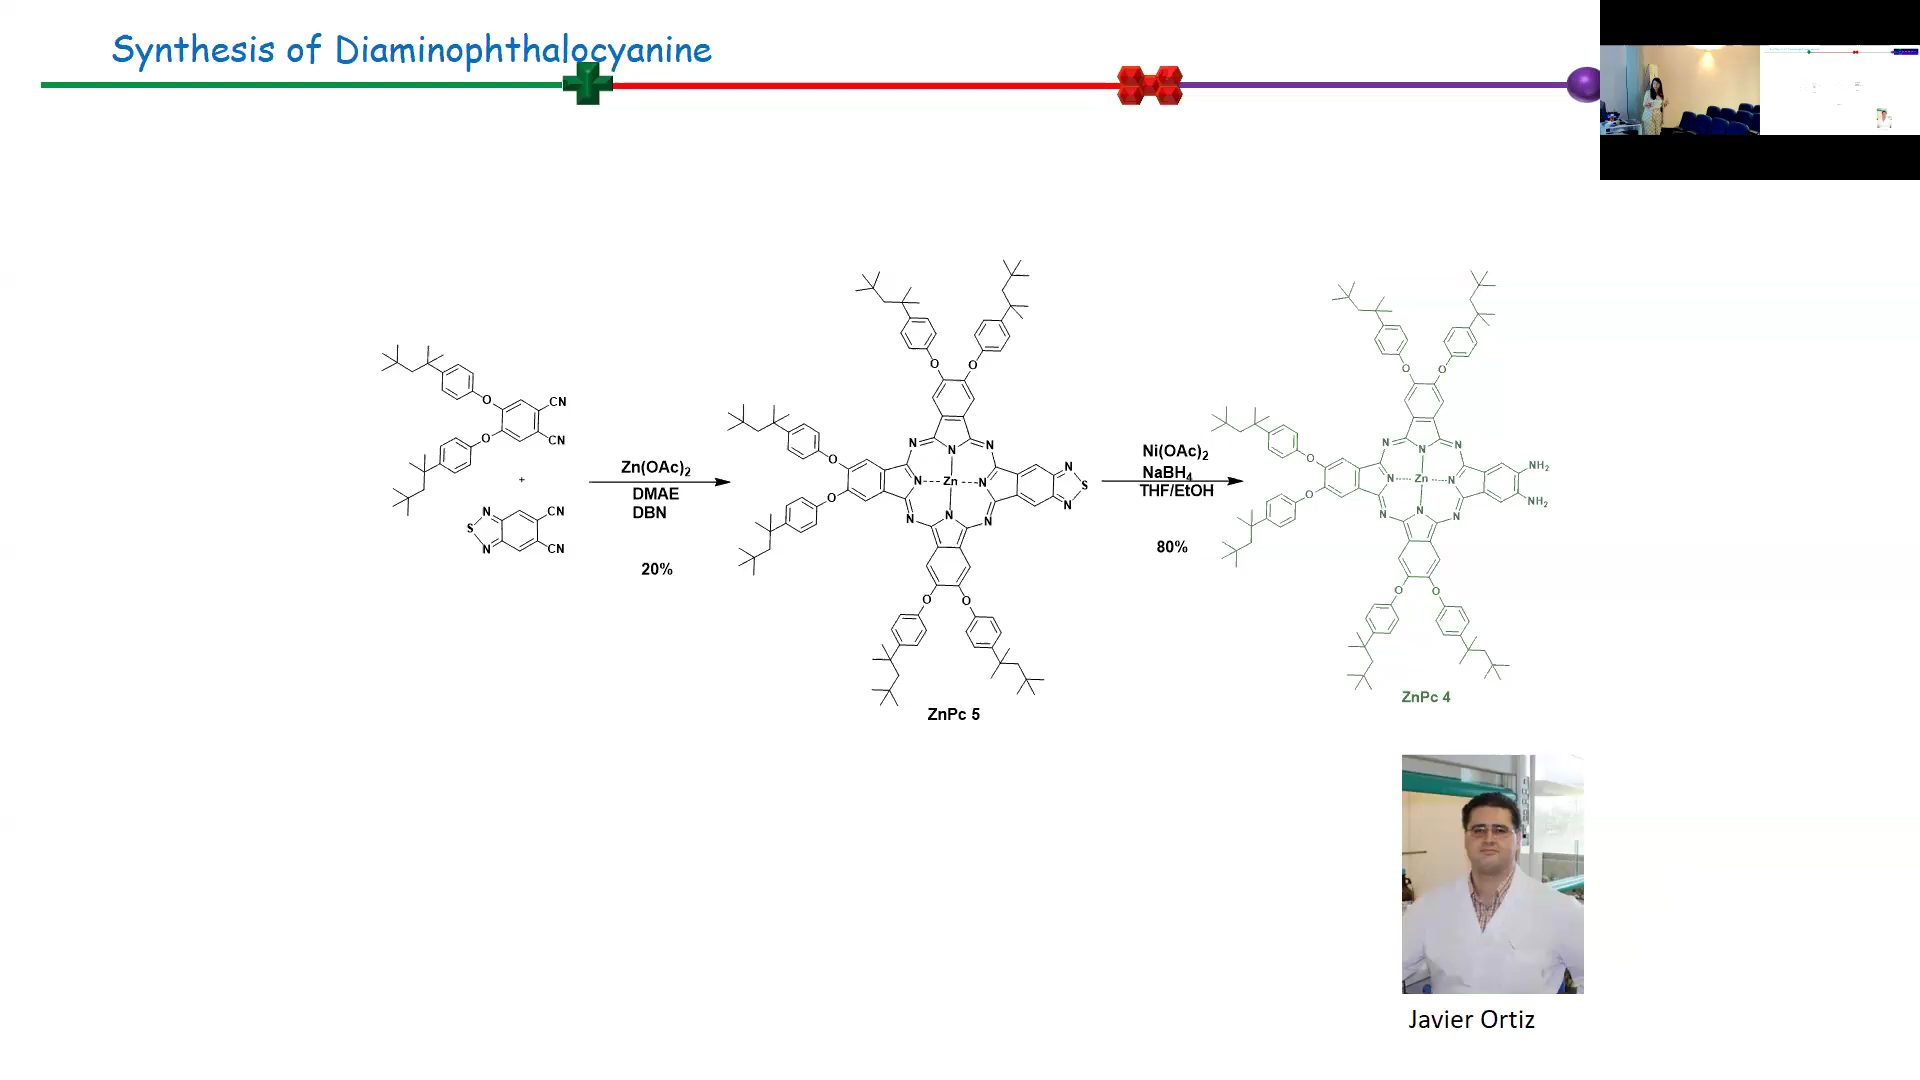 Synthesis of Diaminophthalocyanine
CN
CN
O
O
+
S
N
N
CN
CN
Zn(OAc)2
DMAE
DBN
20%
O
O
O
O
O
O
N
N
N
N
N
N
N
N
Zn
N
S
N
ZnPc 5
Ni(OAc)2
NaBH4
THF/EtOH
80%
O
O
O
O
O
O
N
N
N
N
N
N
N
N
Zn
NH2
NH2
ZnPc 4
Javier Ortiz